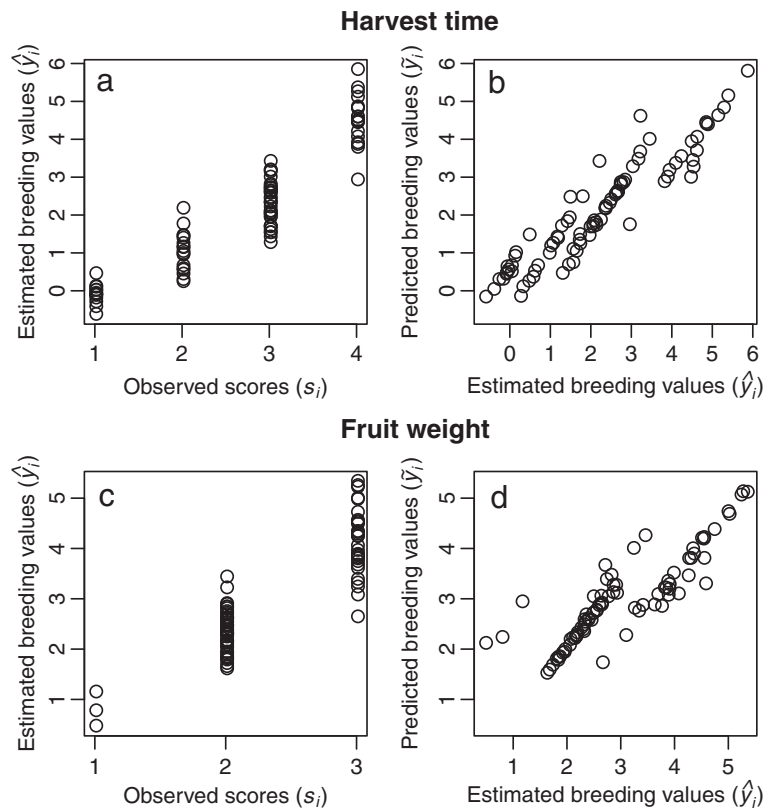 Harvest time
a
Estimated breeding values (ŷᵢ)
0 1 2 3 4 5 6
1 2 3 4
Observed scores (sᵢ)
b
Predicted breeding values (ỹᵢ)
0 1 2 3 4 5 6
0 1 2 3 4 5 6
Estimated breeding values (ŷᵢ)
Fruit weight
c
Estimated breeding values (ŷᵢ)
1 2 3 4 5
1 2 3
Observed scores (sᵢ)
d
Predicted breeding values (ỹᵢ)
1 2 3 4 5
1 2 3 4 5
Estimated breeding values (ŷᵢ)